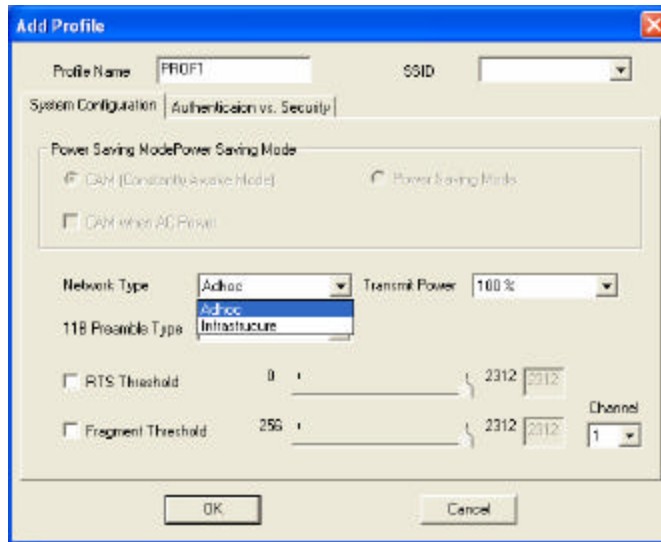 Add Profile
Profile Name PROF1 SSID
System Configuration Authenticaion vs. Security
Power Saving ModePower Saving Mode
CAM (Constantly Awake Mode) Power Saving Mode
CAM when AC Power
Network Type Adhoc Transmit Power 100 %
Adhoc
Infrastrucure
11B Preamble Type
RTS Threshold 0 2312 2312
Fragment Threshold 256 2312 2312
Channel
1
OK Cancel